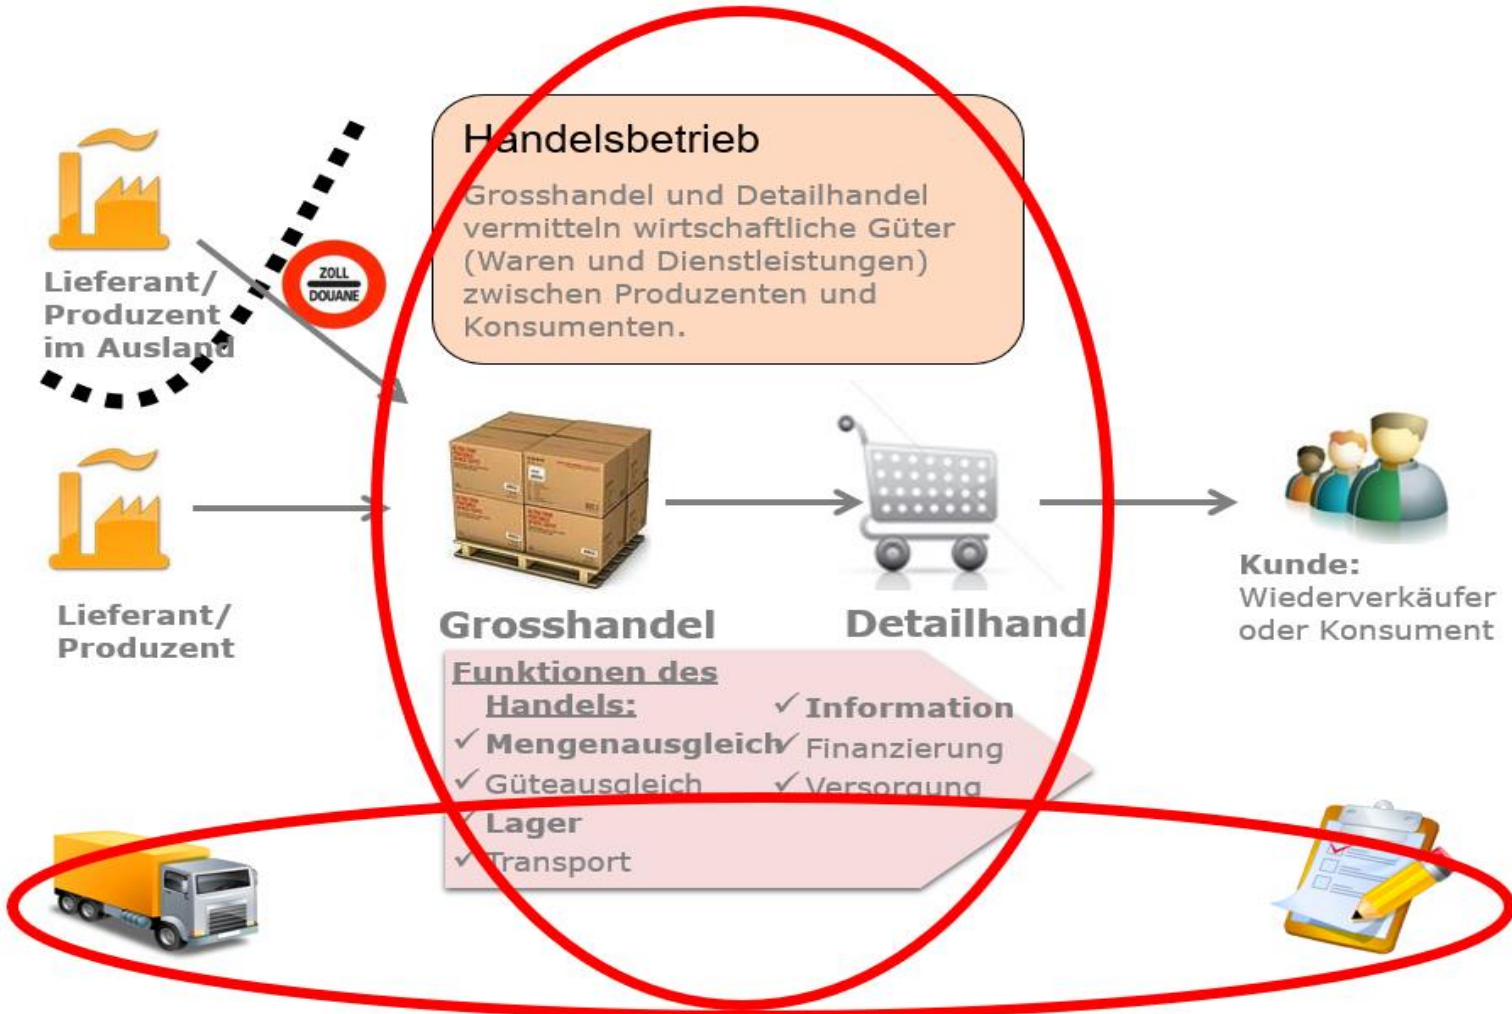 Handelsbetrieb
Grosshandel und Detailhandel
vermitteln wirtschaftliche Güter
(Waren und Dienstleistungen)
zwischen Produzenten und
Konsumenten.
Lieferant/
Produzent
im Ausland
ZOLL
DOUANE
Lieferant/
Produzent
Grosshandel
Detailhand
Kunde:
Wiederverkäufer
oder Konsument
Funktionen des
Handels:
✓ Mengenausgleich
✓ Güteausgleich
✓ Lager
✓ Transport
✓ Information
✓ Finanzierung
✓ Versorgung